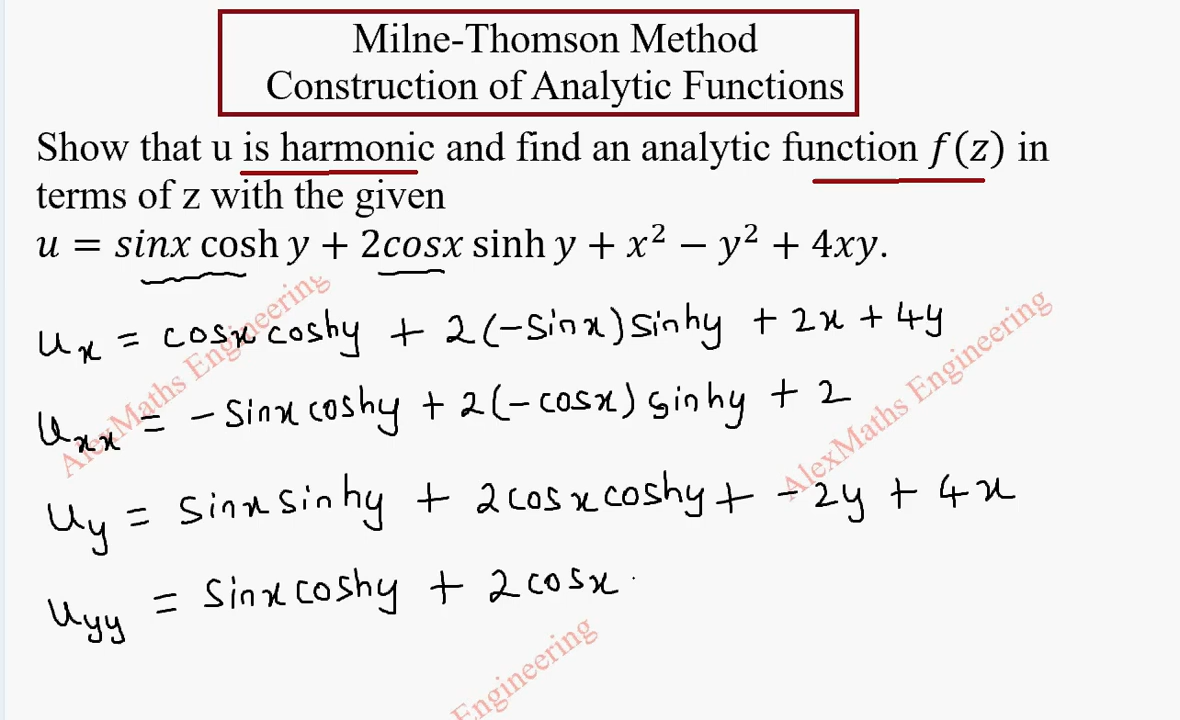 Milne-Thomson Method
Construction of Analytic Functions
Show that u is harmonic and find an analytic function f(z) in
terms of z with the given
u = sinx cosh y + 2cosx sinh y + x² − y² + 4xy.
uₓ = cosx coshy + 2(-sinx) sinhy + 2x + 4y
uₓₓ = - sinx coshy + 2(-cosx) sinhy + 2
u_y = sinx sinhy + 2cosx coshy + -2y + 4x
u_yy = sinx coshy + 2cosx
AlexMaths Engineering
AlexMaths Engineering
Engineering